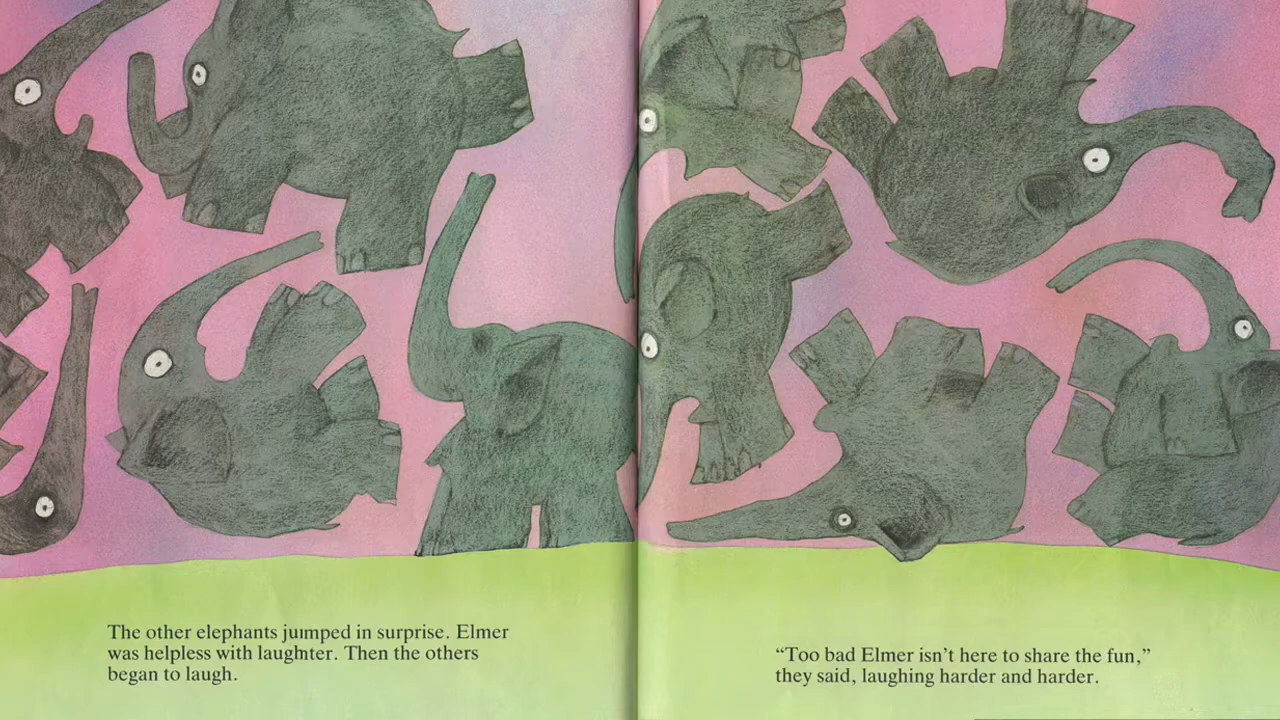 The other elephants jumped in surprise. Elmer
was helpless with laughter. Then the others
began to laugh.
“Too bad Elmer isn’t here to share the fun,”
they said, laughing harder and harder.